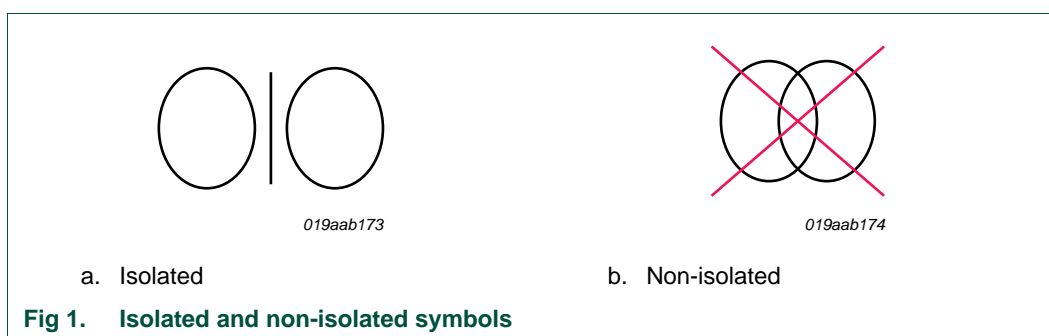 019aab173
019aab174
a. Isolated
b. Non-isolated
Fig 1. Isolated and non-isolated symbols